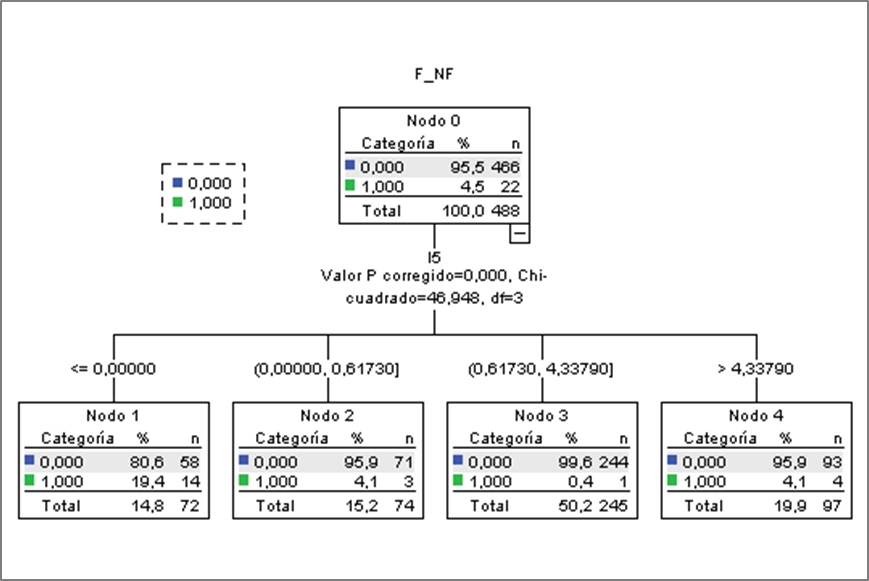 F_NF
Nodo 0
Categoría % n
0,000 95,5 466
1,000 4,5 22
Total 100,0 488
0,000
1,000
I5
Valor P corregido=0,000, Chi-
cuadrado=46,948, df=3
<= 0,00000
(0,00000, 0,61730]
(0,61730, 4,33790]
> 4,33790
Nodo 1
Categoría % n
0,000 80,6 58
1,000 19,4 14
Total 14,8 72
Nodo 2
Categoría % n
0,000 95,9 71
1,000 4,1 3
Total 15,2 74
Nodo 3
Categoría % n
0,000 99,6 244
1,000 0,4 1
Total 50,2 245
Nodo 4
Categoría % n
0,000 95,9 93
1,000 4,1 4
Total 19,9 97